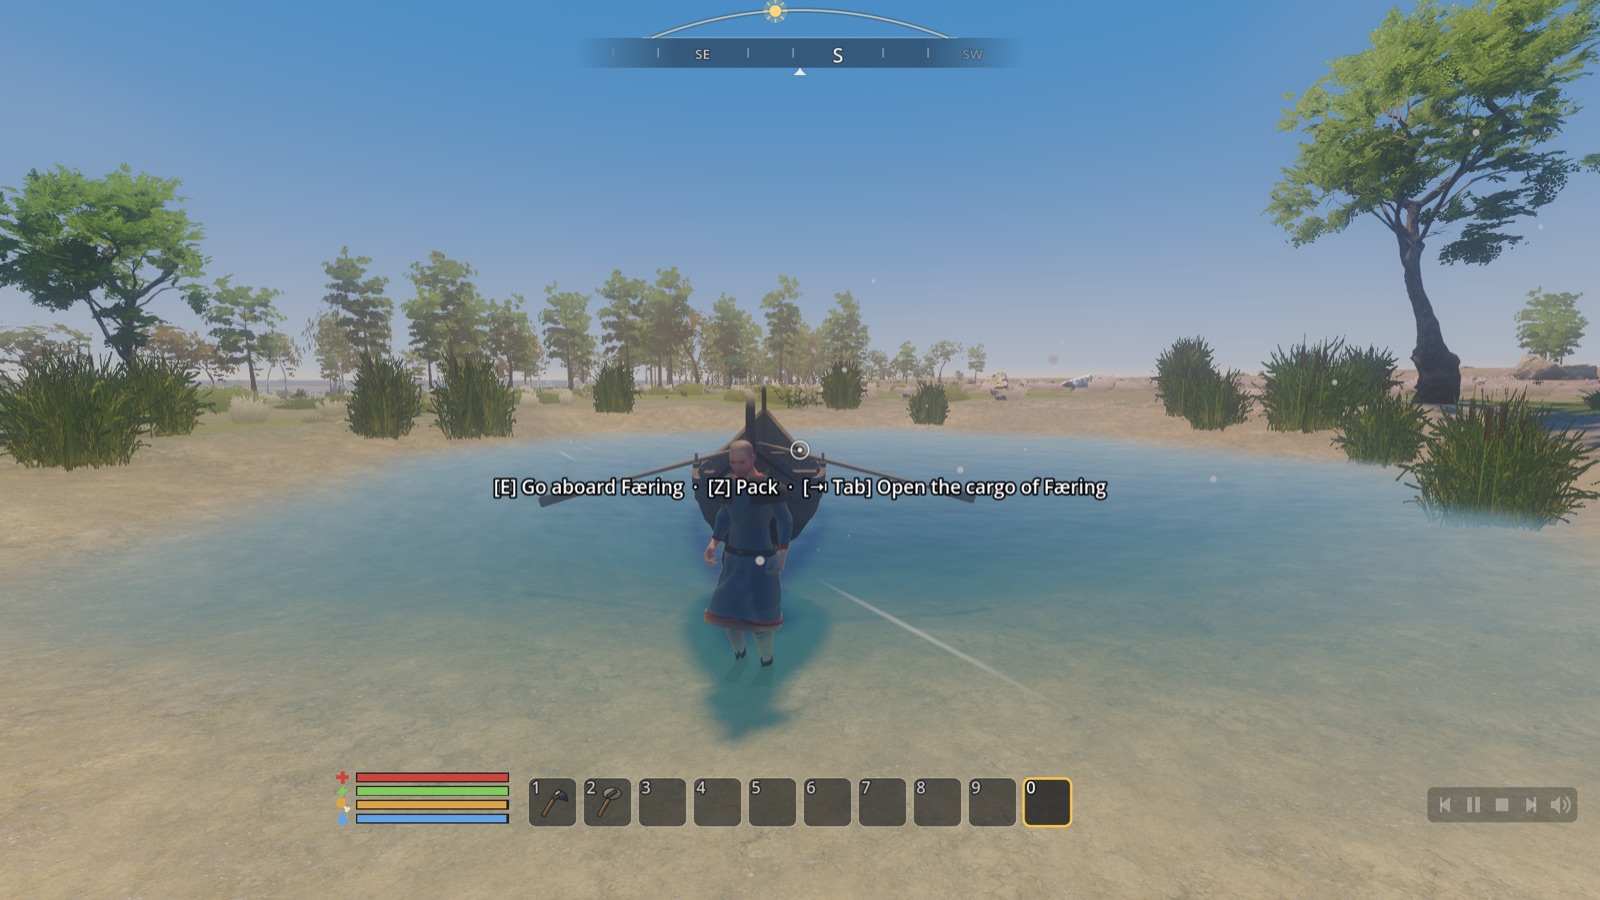 SE S SW
[E] Go aboard Færing · [Z] Pack · [⇥ Tab] Open the cargo of Færing
1 2 3 4 5 6 7 8 9 0